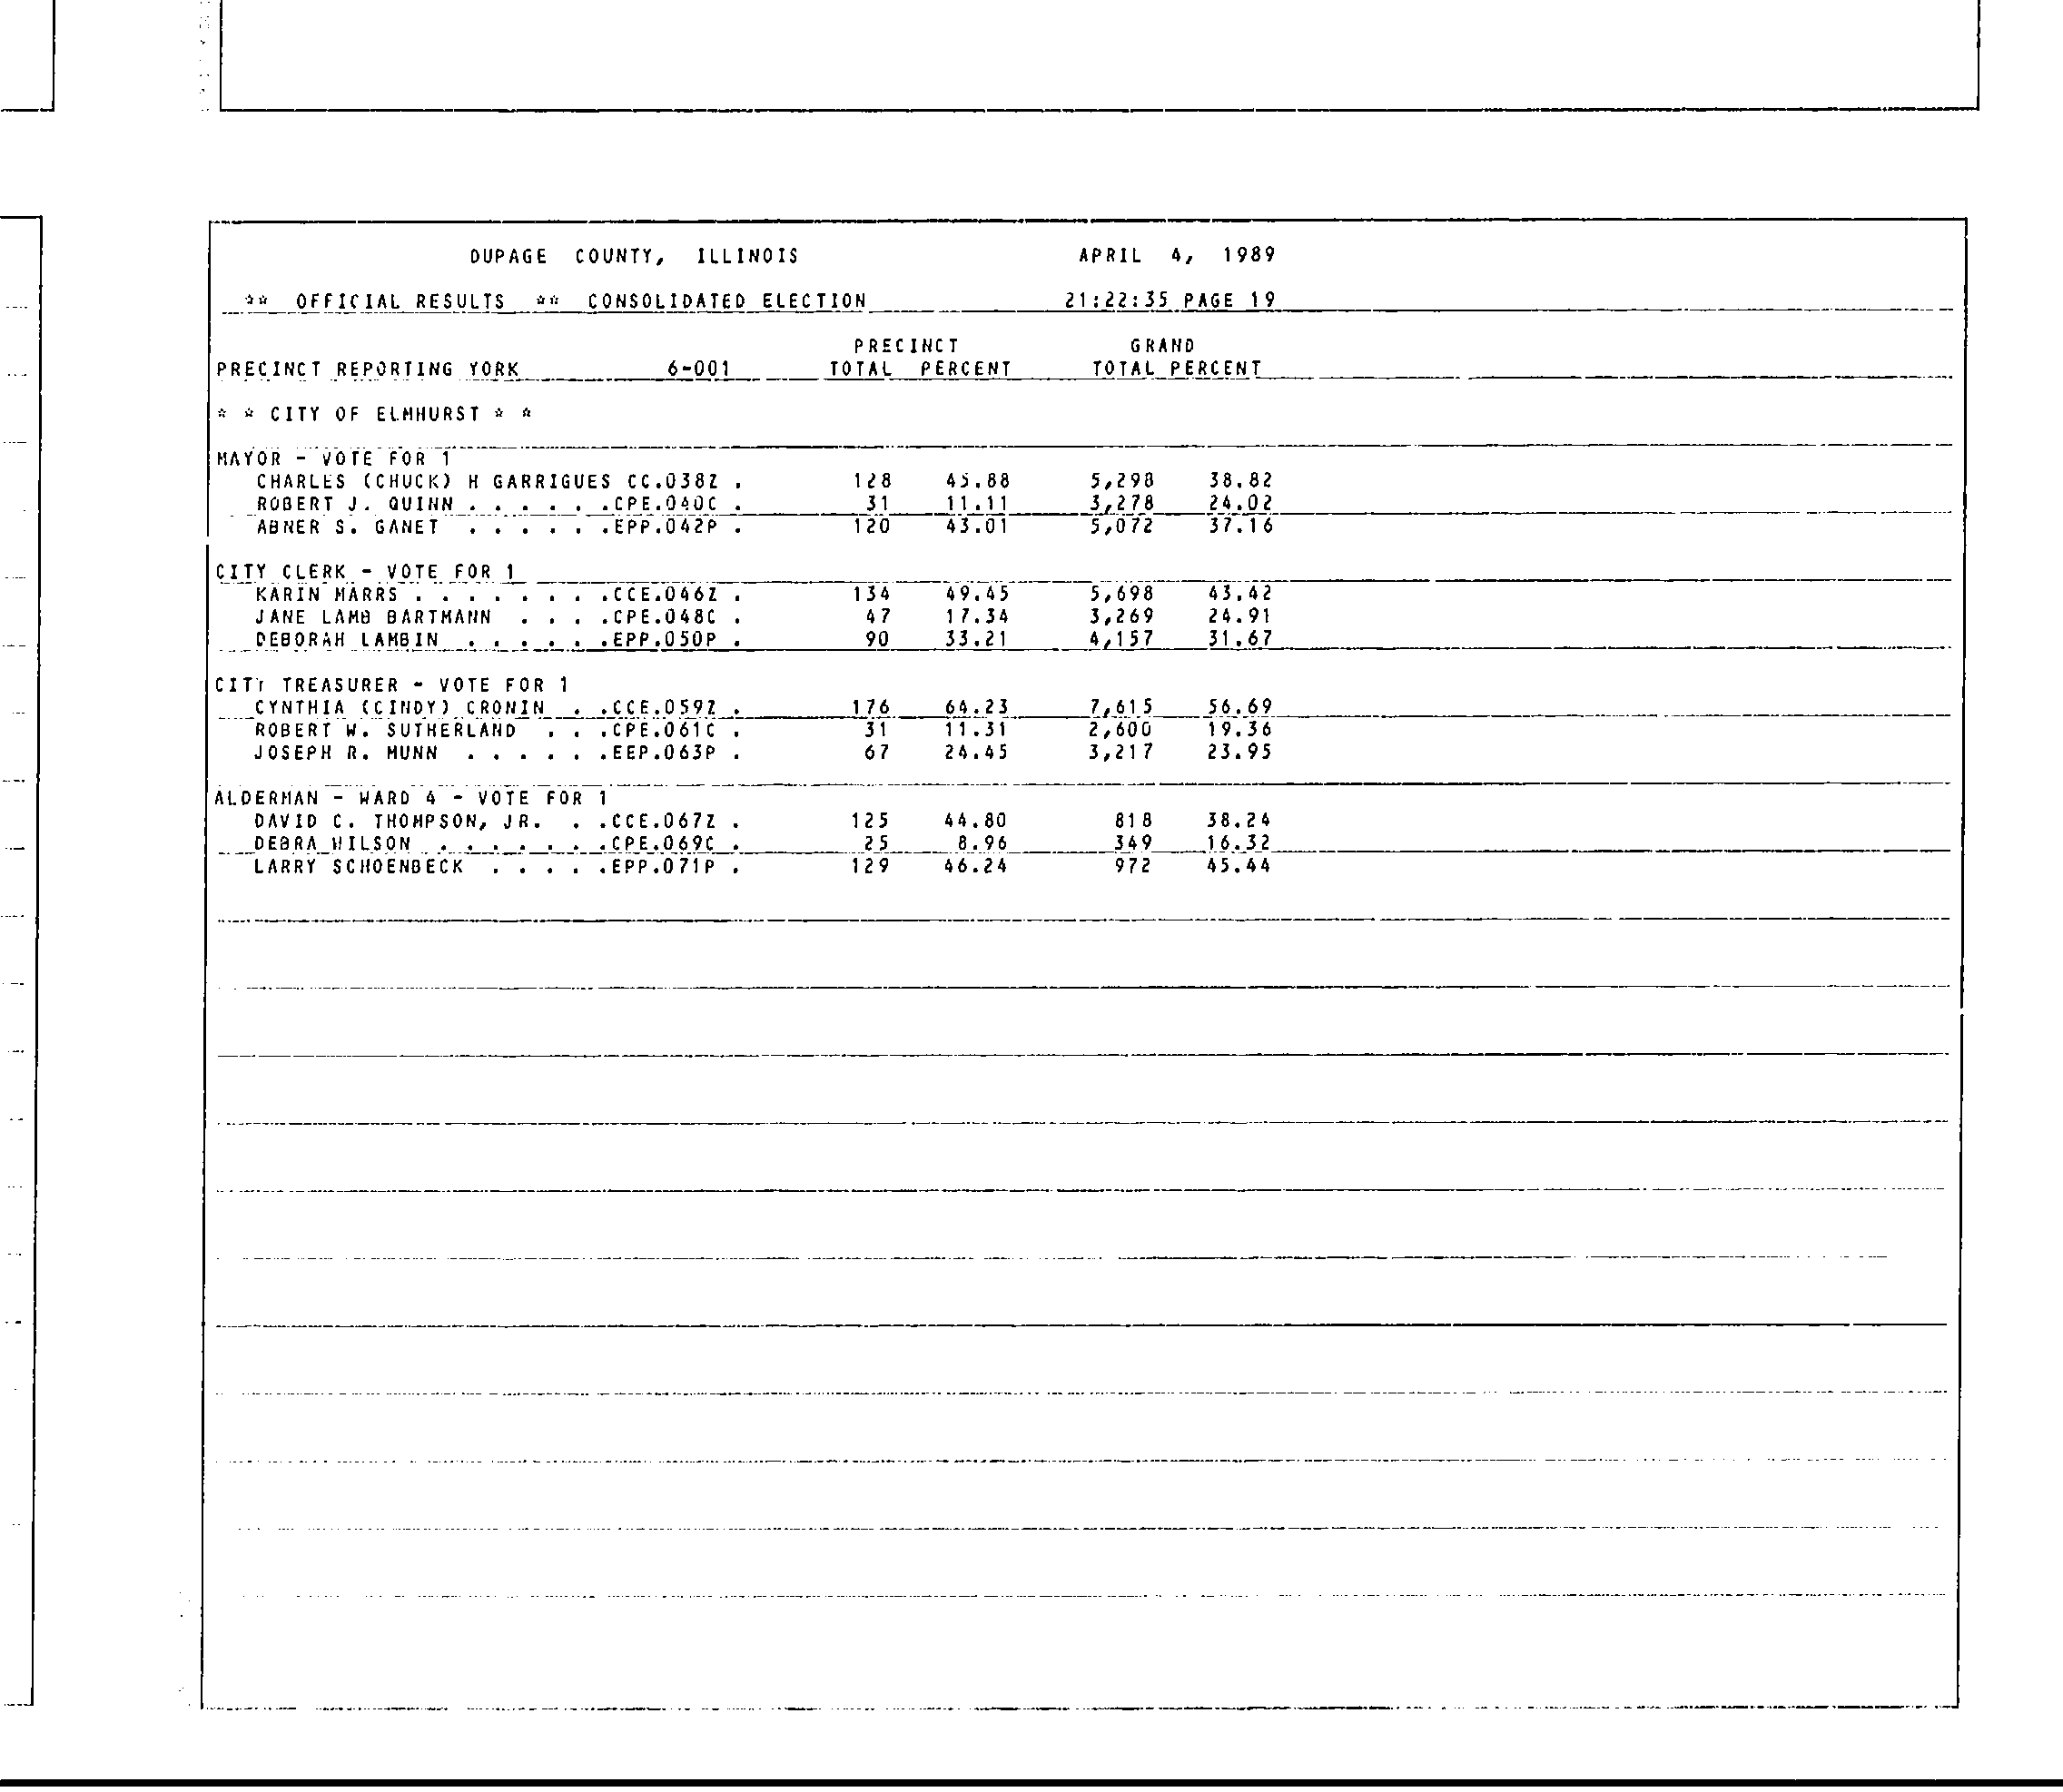 DUPAGE COUNTY, ILLINOIS APRIL 4, 1989
** OFFICIAL RESULTS ** CONSOLIDATED ELECTION 21:22:35 PAGE 19
PRECINCT GRAND
PRECINCT REPORTING YORK 6-001 TOTAL PERCENT TOTAL PERCENT
* * CITY OF ELMHURST * *
MAYOR - VOTE FOR 1
CHARLES (CHUCK) H GARRIGUES CC.038Z . 128 45.88 5,298 38.82
ROBERT J. QUINN . . . . . .CPE.040C . 31 11.11 3,278 24.02
ABNER S. GANET . . . . . .EPP.042P . 120 43.01 5,072 37.16
CITY CLERK - VOTE FOR 1
KARIN MARRS . . . . . . . .CCE.046Z . 134 49.45 5,698 43.42
JANE LAMB BARTMANN . . . .CPE.048C . 47 17.34 3,269 24.91
DEBORAH LAMBIN . . . . . .EPP.050P . 90 33.21 4,157 31.67
CITY TREASURER - VOTE FOR 1
CYNTHIA (CINDY) CRONIN . .CCE.059Z . 176 64.23 7,615 56.69
ROBERT W. SUTHERLAND . . .CPE.061C . 31 11.31 2,600 19.36
JOSEPH R. MUNN . . . . . .EEP.063P . 67 24.45 3,217 23.95
ALDERMAN - WARD 4 - VOTE FOR 1
DAVID C. THOMPSON, JR. . .CCE.067Z . 125 44.80 818 38.24
DEBRA WILSON . . . . . . .CPE.069C . 25 8.96 349 16.32
LARRY SCHOENBECK . . . . .EPP.071P . 129 46.24 972 45.44